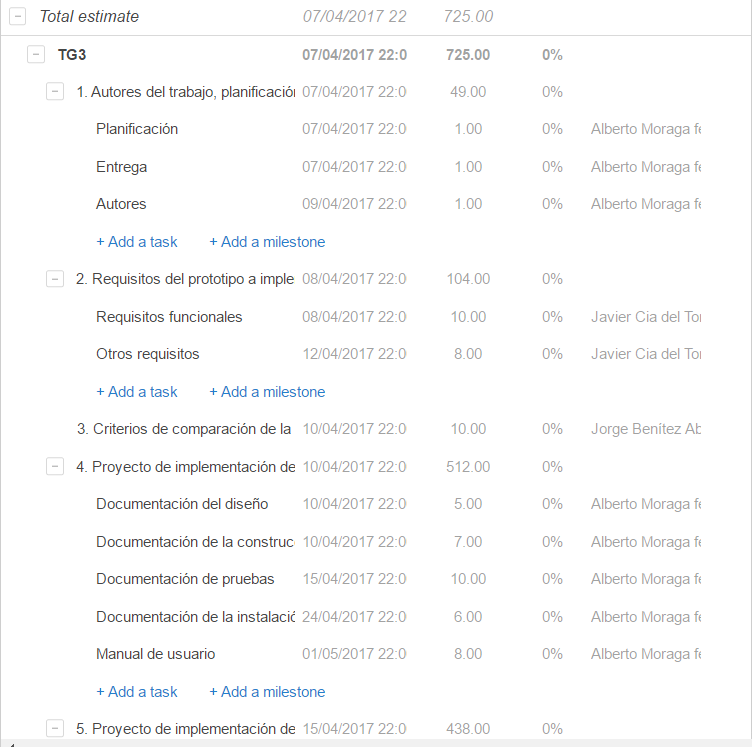 Total estimate 07/04/2017 22 725.00
TG3 07/04/2017 22:0 725.00 0%
1. Autores del trabajo, planificación 07/04/2017 22:0 49.00 0%
Planificación 07/04/2017 22:0 1.00 0% Alberto Moraga fe
Entrega 07/04/2017 22:0 1.00 0% Alberto Moraga fe
Autores 09/04/2017 22:0 1.00 0% Alberto Moraga fe
+ Add a task + Add a milestone
2. Requisitos del prototipo a imple 08/04/2017 22:0 104.00 0%
Requisitos funcionales 08/04/2017 22:0 10.00 0% Javier Cia del Tor
Otros requisitos 12/04/2017 22:0 8.00 0% Javier Cia del Tor
+ Add a task + Add a milestone
3. Criterios de comparación de la 10/04/2017 22:0 10.00 0% Jorge Benítez Ab
4. Proyecto de implementación de 10/04/2017 22:0 512.00 0%
Documentación del diseño 10/04/2017 22:0 5.00 0% Alberto Moraga fe
Documentación de la construc 10/04/2017 22:0 7.00 0% Alberto Moraga fe
Documentación de pruebas 15/04/2017 22:0 10.00 0% Alberto Moraga fe
Documentación de la instalació 24/04/2017 22:0 6.00 0% Alberto Moraga fe
Manual de usuario 01/05/2017 22:0 8.00 0% Alberto Moraga fe
+ Add a task + Add a milestone
5. Proyecto de implementación de 15/04/2017 22:0 438.00 0%